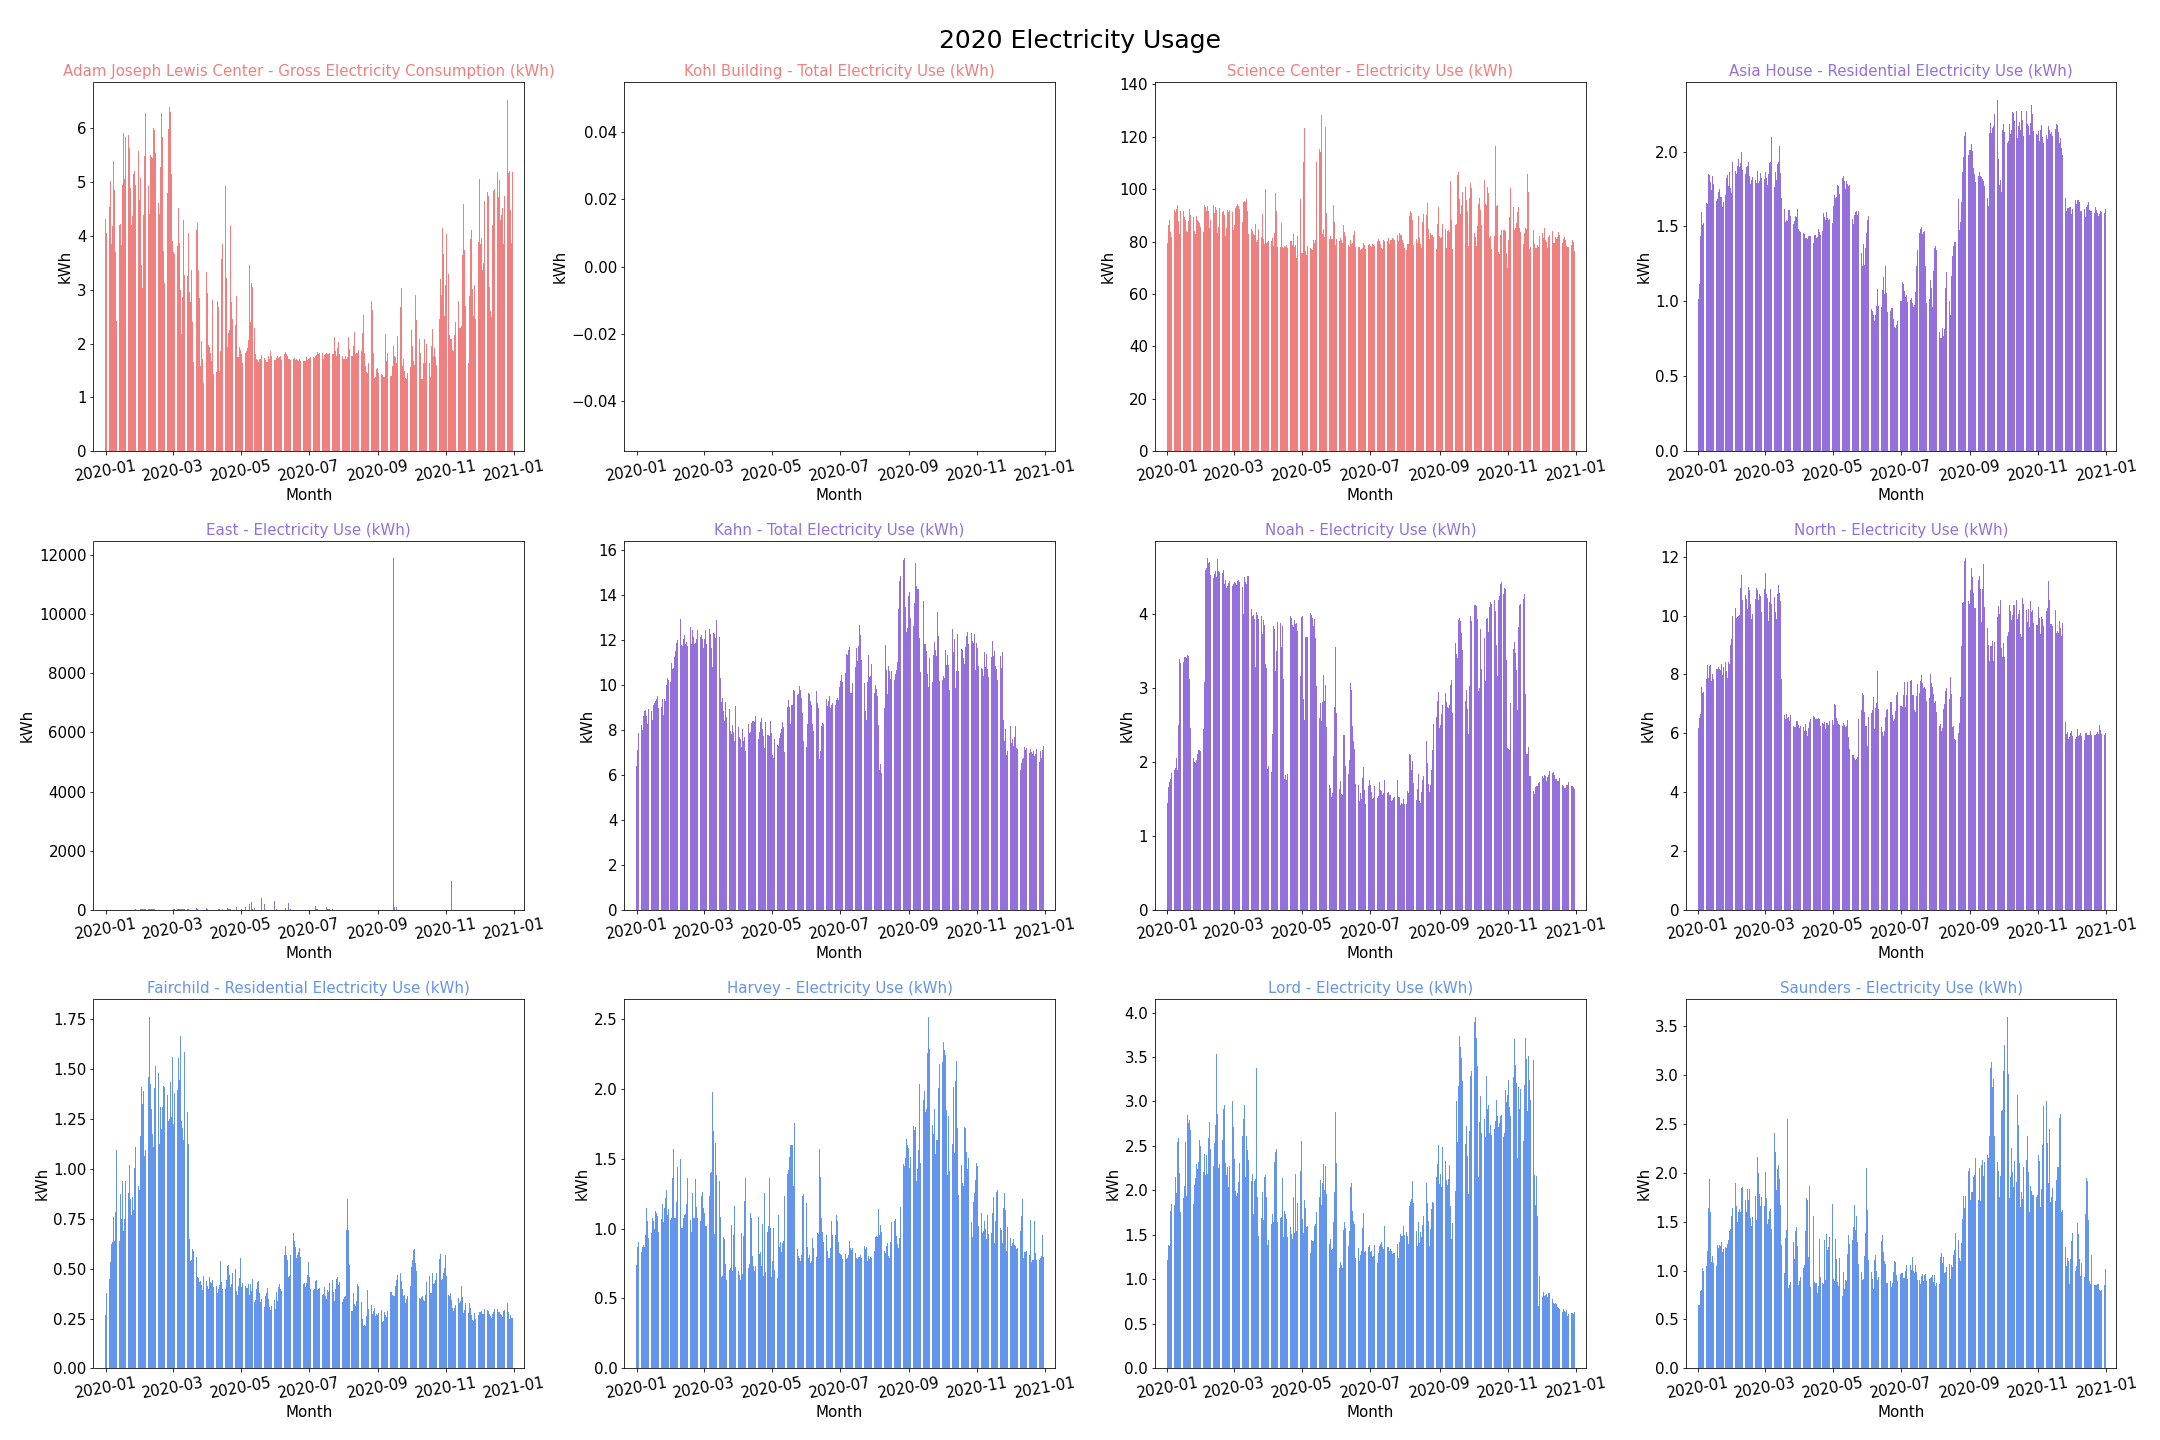 2020 Electricity Usage
Adam Joseph Lewis Center - Gross Electricity Consumption (kWh)
kWh
6
5
4
3
2
1
0
2020-01 2020-03 2020-05 2020-07 2020-09 2020-11 2021-01
Month
Kohl Building - Total Electricity Use (kWh)
kWh
0.04
0.02
0.00
−0.02
−0.04
2020-01 2020-03 2020-05 2020-07 2020-09 2020-11 2021-01
Month
Science Center - Electricity Use (kWh)
kWh
140
120
100
80
60
40
20
0
2020-01 2020-03 2020-05 2020-07 2020-09 2020-11 2021-01
Month
Asia House - Residential Electricity Use (kWh)
kWh
2.0
1.5
1.0
0.5
0.0
2020-01 2020-03 2020-05 2020-07 2020-09 2020-11 2021-01
Month
East - Electricity Use (kWh)
kWh
12000
10000
8000
6000
4000
2000
0
2020-01 2020-03 2020-05 2020-07 2020-09 2020-11 2021-01
Month
Kahn - Total Electricity Use (kWh)
kWh
16
14
12
10
8
6
4
2
0
2020-01 2020-03 2020-05 2020-07 2020-09 2020-11 2021-01
Month
Noah - Electricity Use (kWh)
kWh
4
3
2
1
0
2020-01 2020-03 2020-05 2020-07 2020-09 2020-11 2021-01
Month
North - Electricity Use (kWh)
kWh
12
10
8
6
4
2
0
2020-01 2020-03 2020-05 2020-07 2020-09 2020-11 2021-01
Month
Fairchild - Residential Electricity Use (kWh)
kWh
1.75
1.50
1.25
1.00
0.75
0.50
0.25
0.00
2020-01 2020-03 2020-05 2020-07 2020-09 2020-11 2021-01
Month
Harvey - Electricity Use (kWh)
kWh
2.5
2.0
1.5
1.0
0.5
0.0
2020-01 2020-03 2020-05 2020-07 2020-09 2020-11 2021-01
Month
Lord - Electricity Use (kWh)
kWh
4.0
3.5
3.0
2.5
2.0
1.5
1.0
0.5
0.0
2020-01 2020-03 2020-05 2020-07 2020-09 2020-11 2021-01
Month
Saunders - Electricity Use (kWh)
kWh
3.5
3.0
2.5
2.0
1.5
1.0
0.5
0.0
2020-01 2020-03 2020-05 2020-07 2020-09 2020-11 2021-01
Month